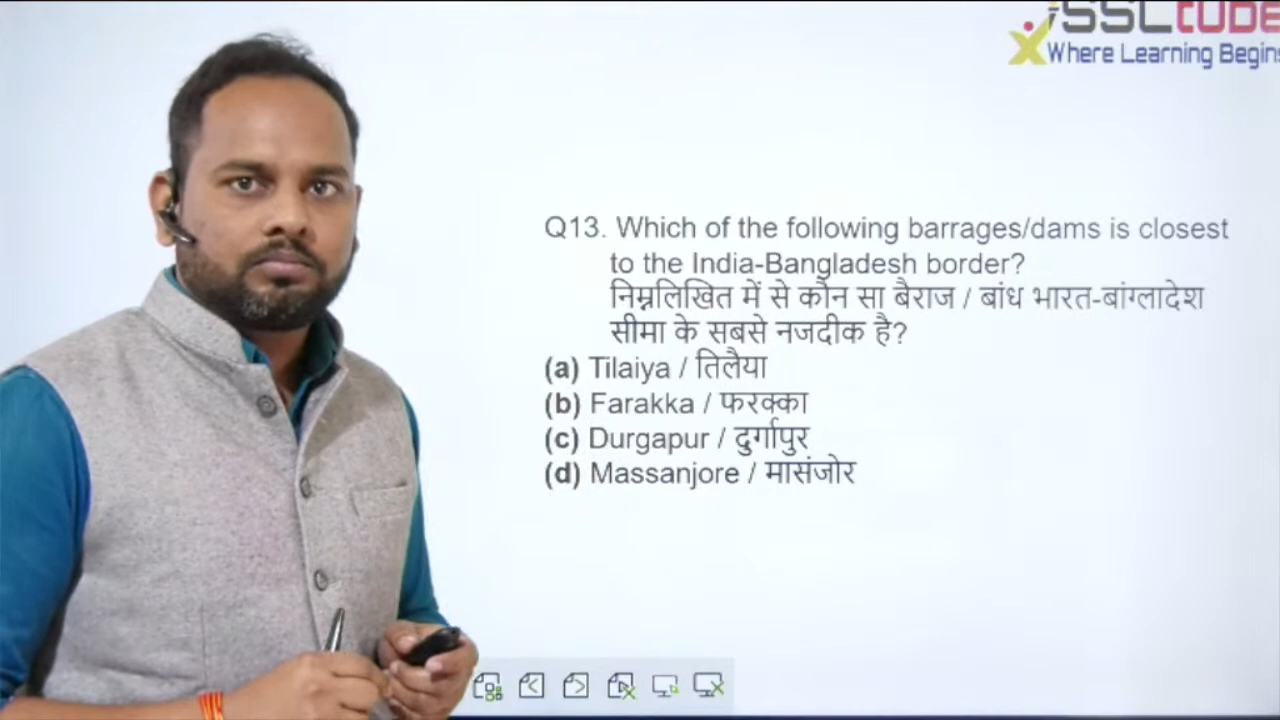 SSLtube
Where Learning Begins
Q13. Which of the following barrages/dams is closest
to the India-Bangladesh border?
निम्नलिखित में से कौन सा बैराज / बांध भारत-बांग्लादेश
सीमा के सबसे नजदीक है?
(a) Tilaiya / तिलैया
(b) Farakka / फरक्का
(c) Durgapur / दुर्गापुर
(d) Massanjore / मासंजोर